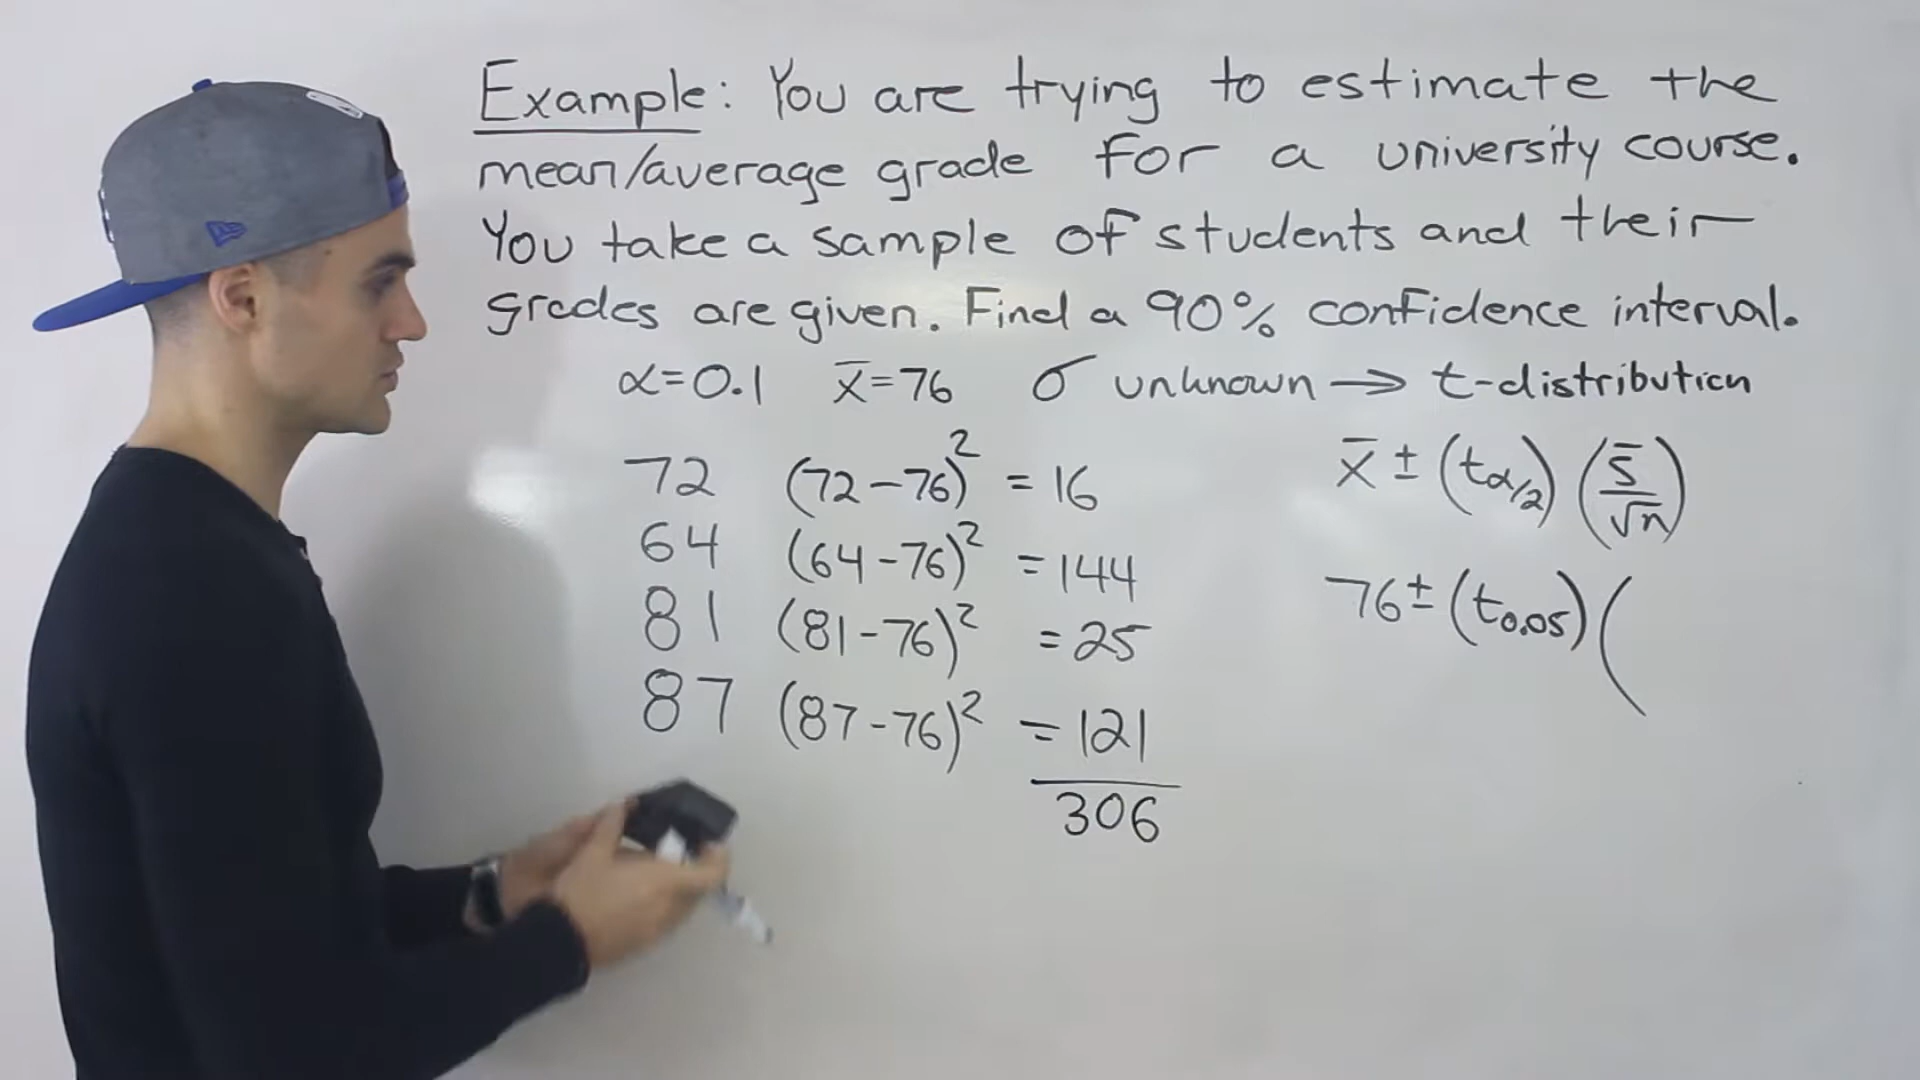 Example: You are trying to estimate the
mean/average grade for a university course.
You take a sample of students and their
grades are given. Find a 90% confidence interval.
α=0.1 x̄=76 σ unknown → t-distribution
72 (72-76)² = 16
64 (64-76)² = 144
81 (81-76)² = 25
87 (87-76)² = 121
306
x̄ ± (tα/2) (s̄/√n)
76 ± (t0.05) (